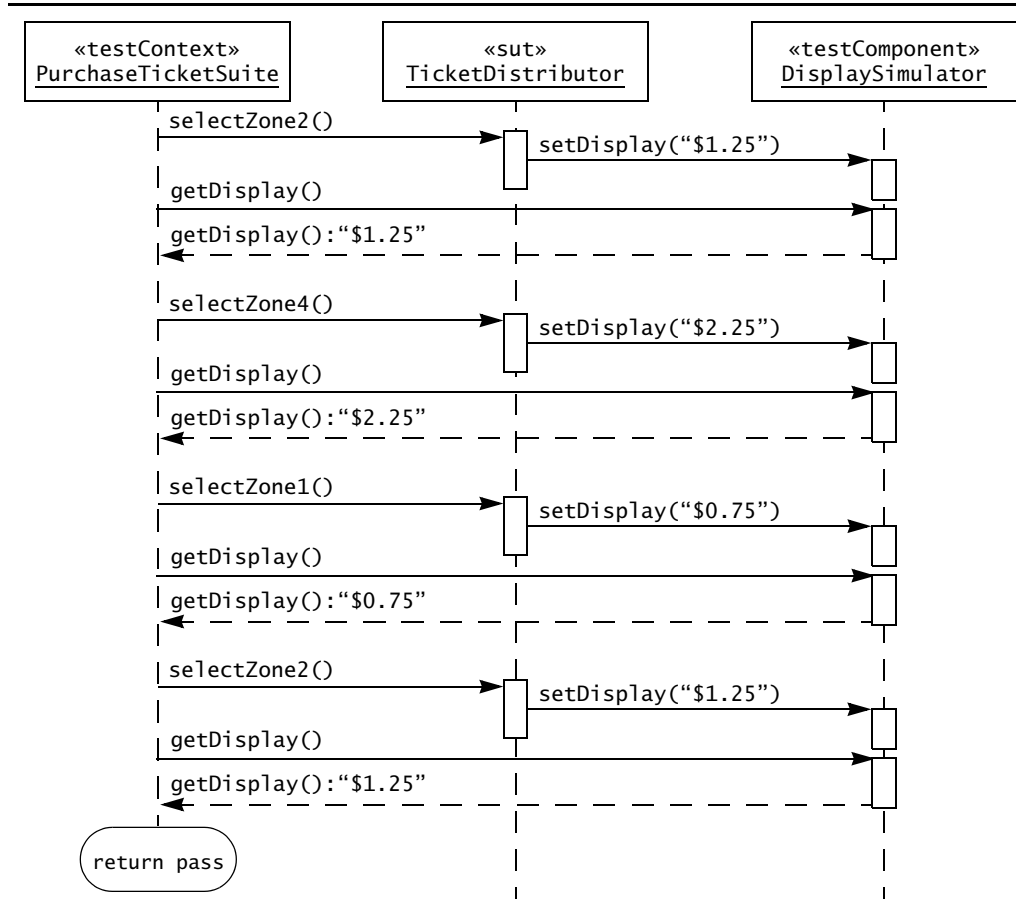 «testContext»
PurchaseTicketSuite
«sut»
TicketDistributor
«testComponent»
DisplaySimulator
selectZone2()
setDisplay(“$1.25”)
getDisplay()
getDisplay():“$1.25”
selectZone4()
setDisplay(“$2.25”)
getDisplay()
getDisplay():“$2.25”
selectZone1()
setDisplay(“$0.75”)
getDisplay()
getDisplay():“$0.75”
selectZone2()
setDisplay(“$1.25”)
getDisplay()
getDisplay():“$1.25”
return pass